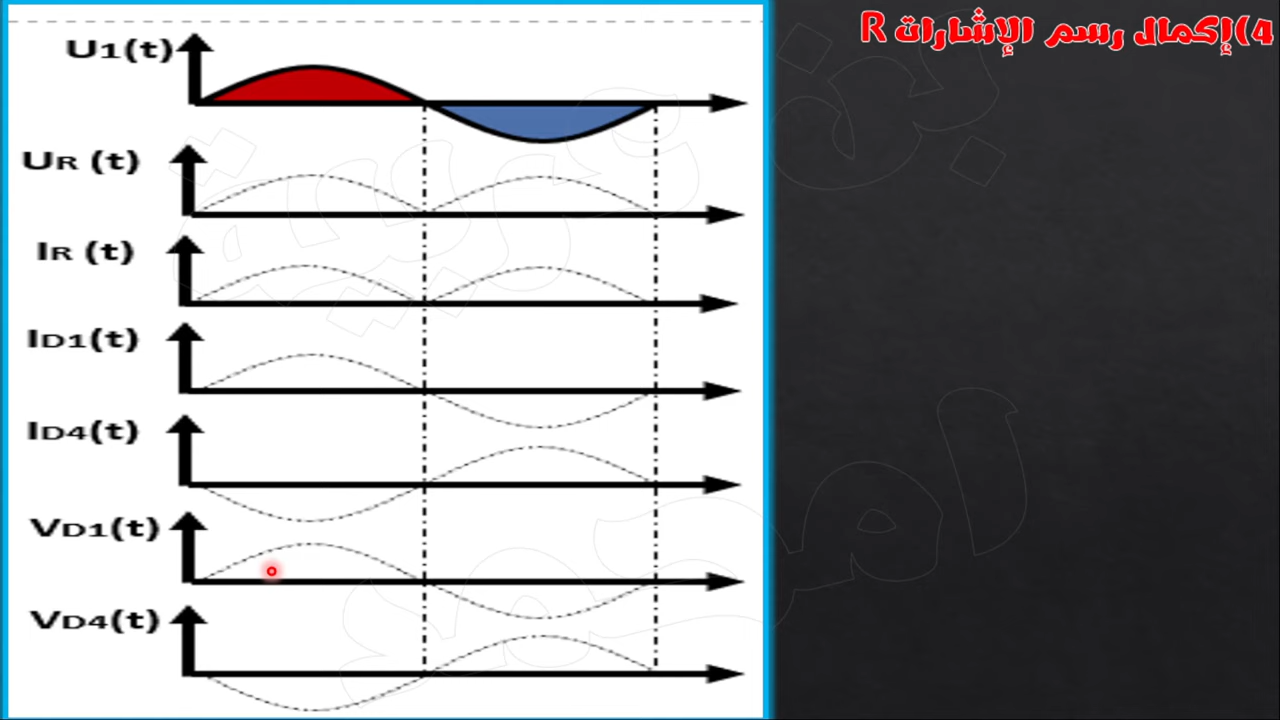 4)إكمال رسم الإشارات R
U1(t)
UR (t)
IR (t)
ID1(t)
ID4(t)
VD1(t)
VD4(t)